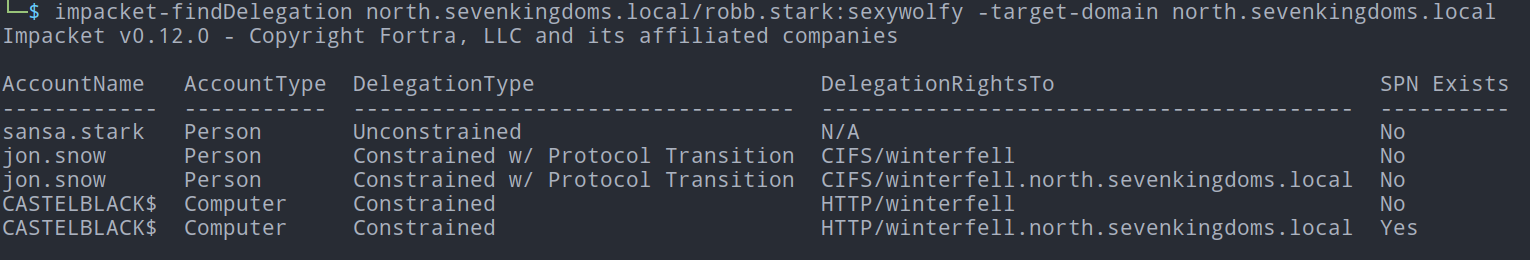 $ impacket-findDelegation north.sevenkingdoms.local/robb.stark:sexywolfy -target-domain north.sevenkingdoms.local
Impacket v0.12.0 - Copyright Fortra, LLC and its affiliated companies
AccountName AccountType DelegationType DelegationRightsTo SPN Exists
------------ ----------- ---------------------------------- ----------------------------------------- ----------
sansa.stark Person Unconstrained N/A No
jon.snow Person Constrained w/ Protocol Transition CIFS/winterfell No
jon.snow Person Constrained w/ Protocol Transition CIFS/winterfell.north.sevenkingdoms.local No
CASTELBLACK$ Computer Constrained HTTP/winterfell No
CASTELBLACK$ Computer Constrained HTTP/winterfell.north.sevenkingdoms.local Yes